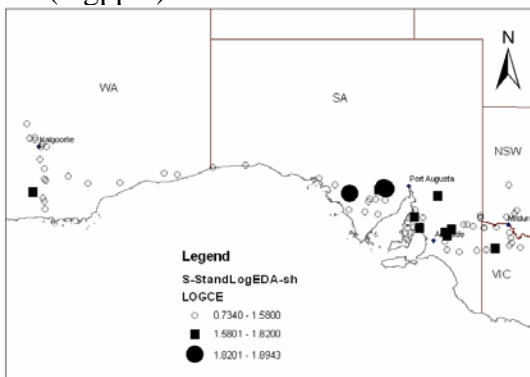 WA
SA
N
NSW
Kalgoorlie
Port Augusta
VIC
Legend
S-StandLogEDA-sh
LOGCE
0.7340 - 1.5800
1.5801 - 1.8200
1.8201 - 1.8943